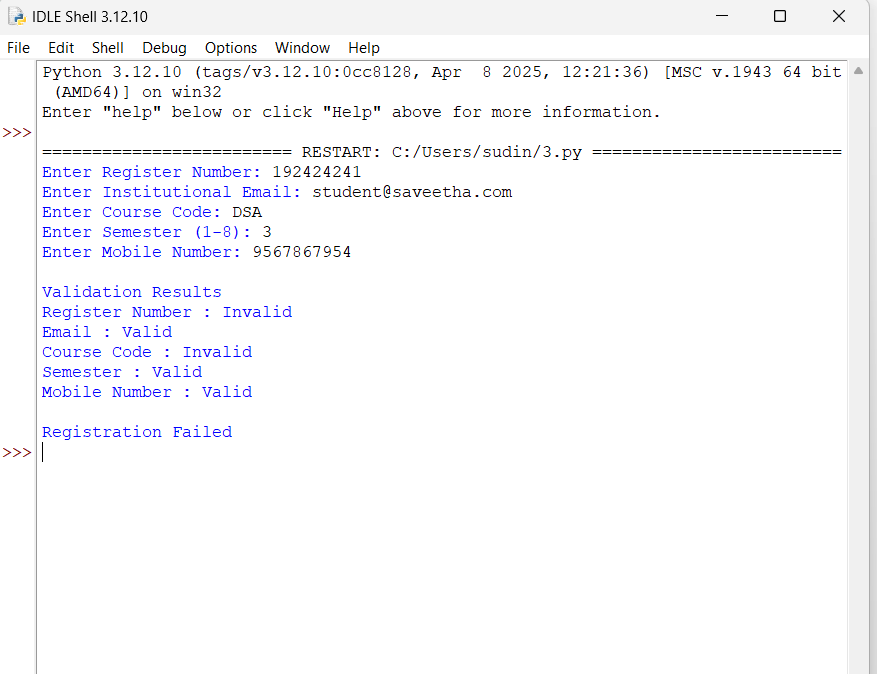 IDLE Shell 3.12.10
File Edit Shell Debug Options Window Help
Python 3.12.10 (tags/v3.12.10:0cc8128, Apr  8 2025, 12:21:36) [MSC v.1943 64 bit
 (AMD64)] on win32
Enter "help" below or click "Help" above for more information.
>>>
========================= RESTART: C:/Users/sudin/3.py =========================
Enter Register Number: 192424241
Enter Institutional Email: student@saveetha.com
Enter Course Code: DSA
Enter Semester (1-8): 3
Enter Mobile Number: 9567867954
Validation Results
Register Number : Invalid
Email : Valid
Course Code : Invalid
Semester : Valid
Mobile Number : Valid
Registration Failed
>>>